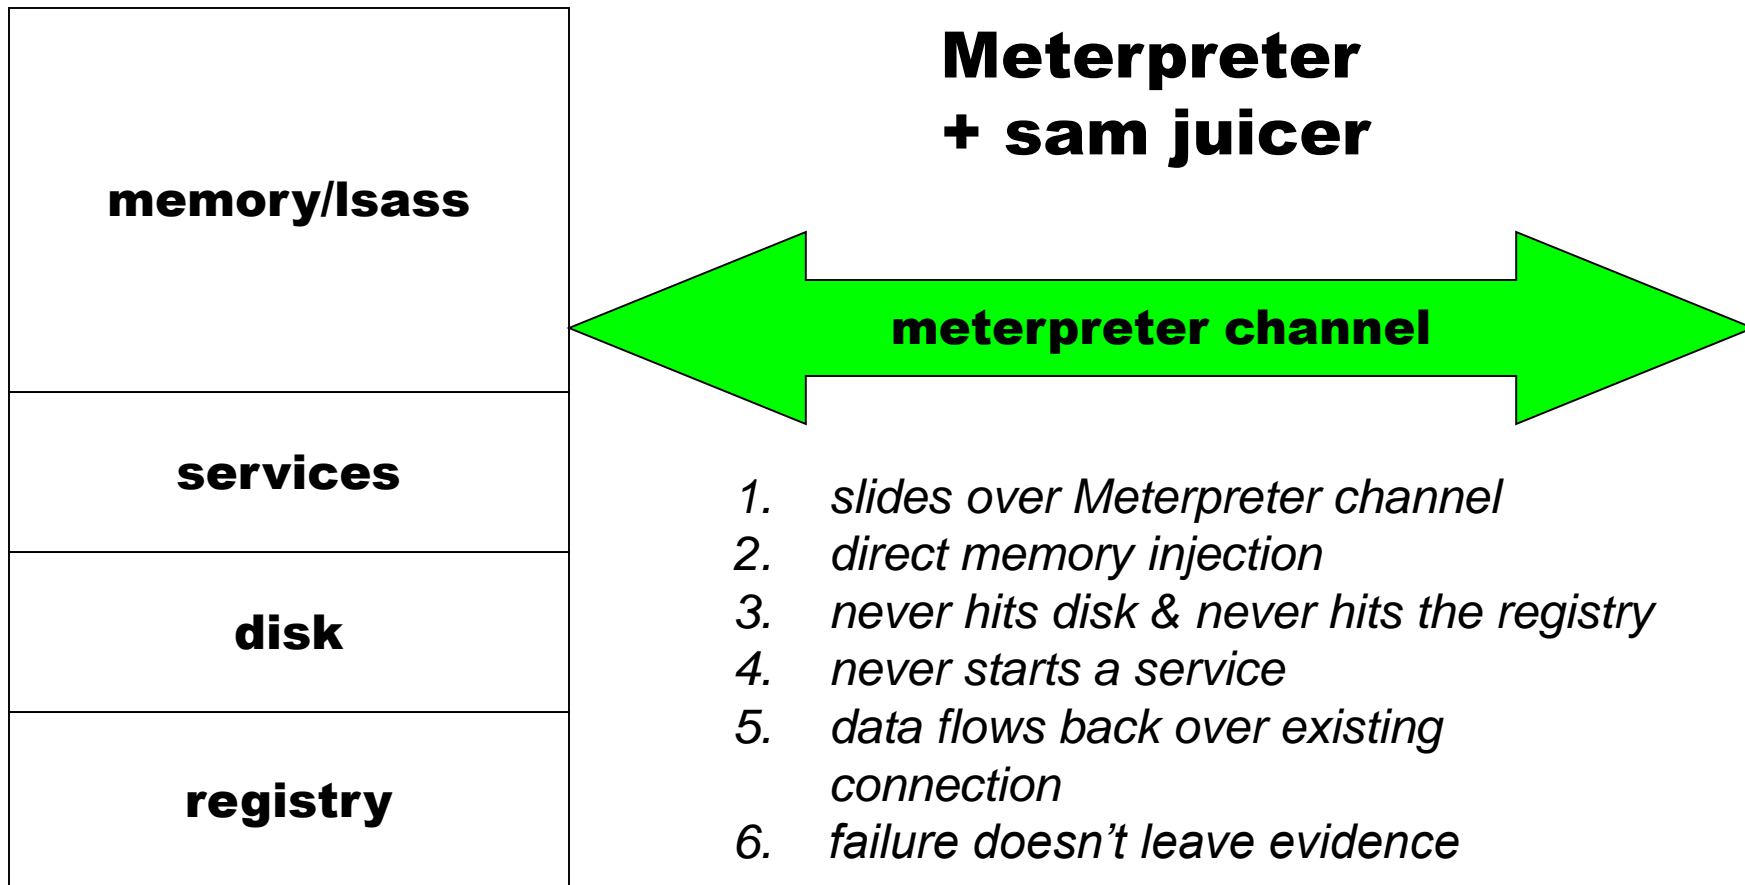 Meterpreter
+ sam juicer
memory/lsass
meterpreter channel
services
disk
registry
1. slides over Meterpreter channel
2. direct memory injection
3. never hits disk & never hits the registry
4. never starts a service
5. data flows back over existing
connection
6. failure doesn’t leave evidence